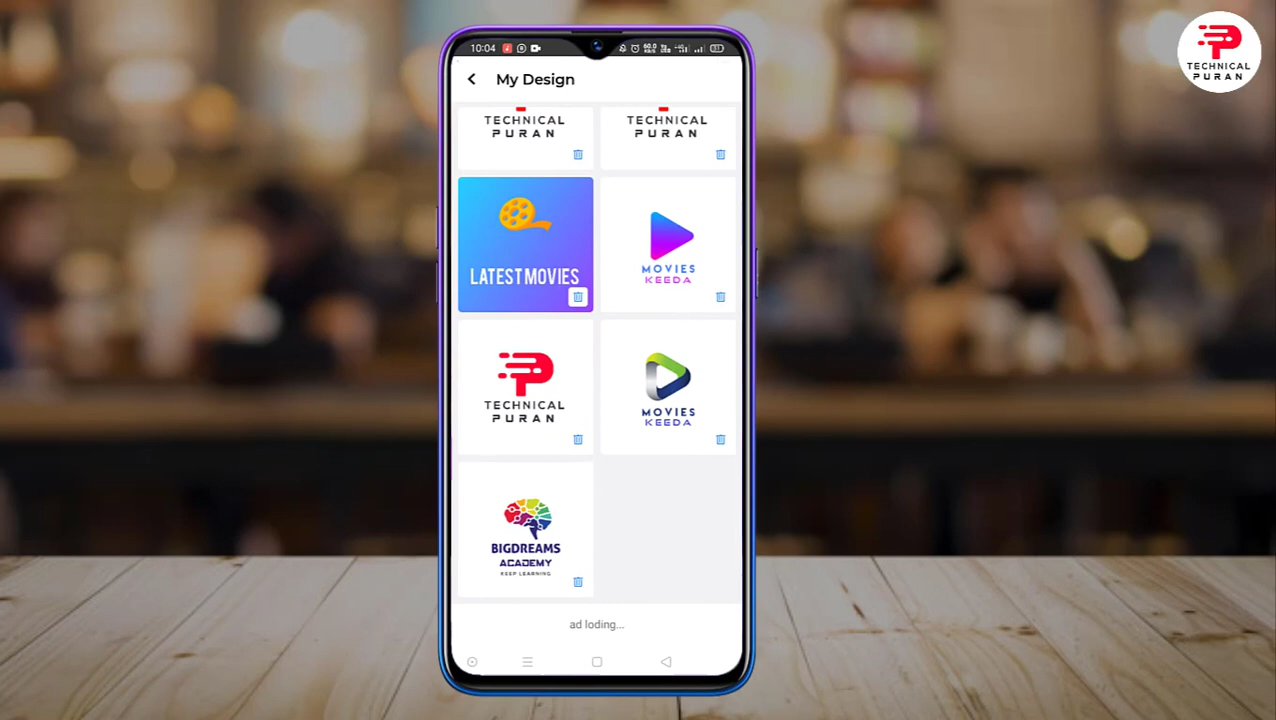 10:04
My Design
TECHNICAL
PURAN
TECHNICAL
PURAN
LATEST MOVIES
MOVIES
KEEDA
TECHNICAL
PURAN
MOVIES
KEEDA
BIGDREAMS
ACADEMY
KEEP LEARNING
ad loding...
TECHNICAL
PURAN